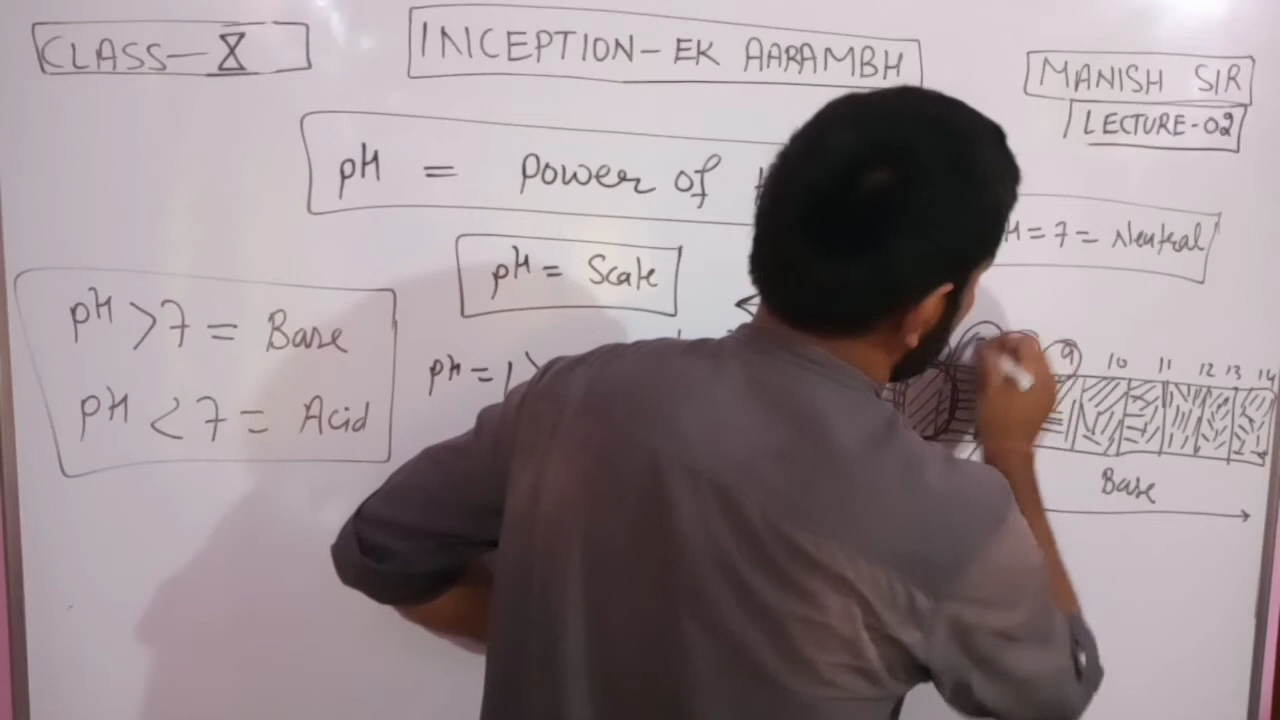 CLASS-X
INCEPTION-EK AARAMBH
MANISH SIR
LECTURE-02
pH = Power of
= 7 = Neutral
pH = Scale
pH > 7 = Base
pH < 7 = Acid
pH = 1 >
9 10 11 12 13 14
Base